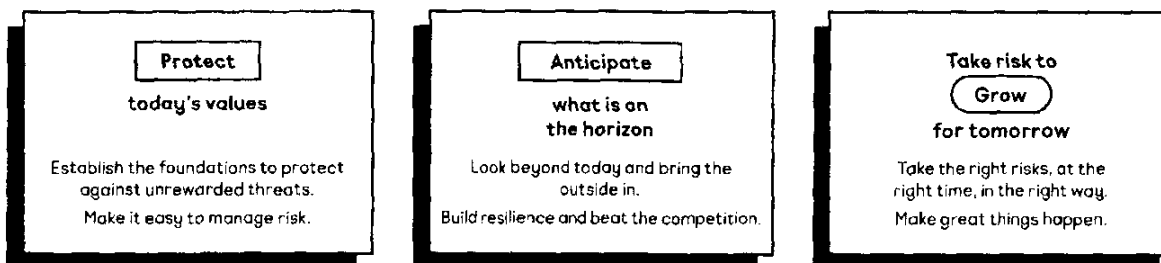 Protect
today's values
Establish the foundations to protect
against unrewarded threats.
Make it easy to manage risk.
Anticipate
what is on
the horizon
Look beyond today and bring the
outside in.
Build resilience and beat the competition.
Take risk to
Grow
for tomorrow
Take the right risks, at the
right time, in the right way.
Make great things happen.